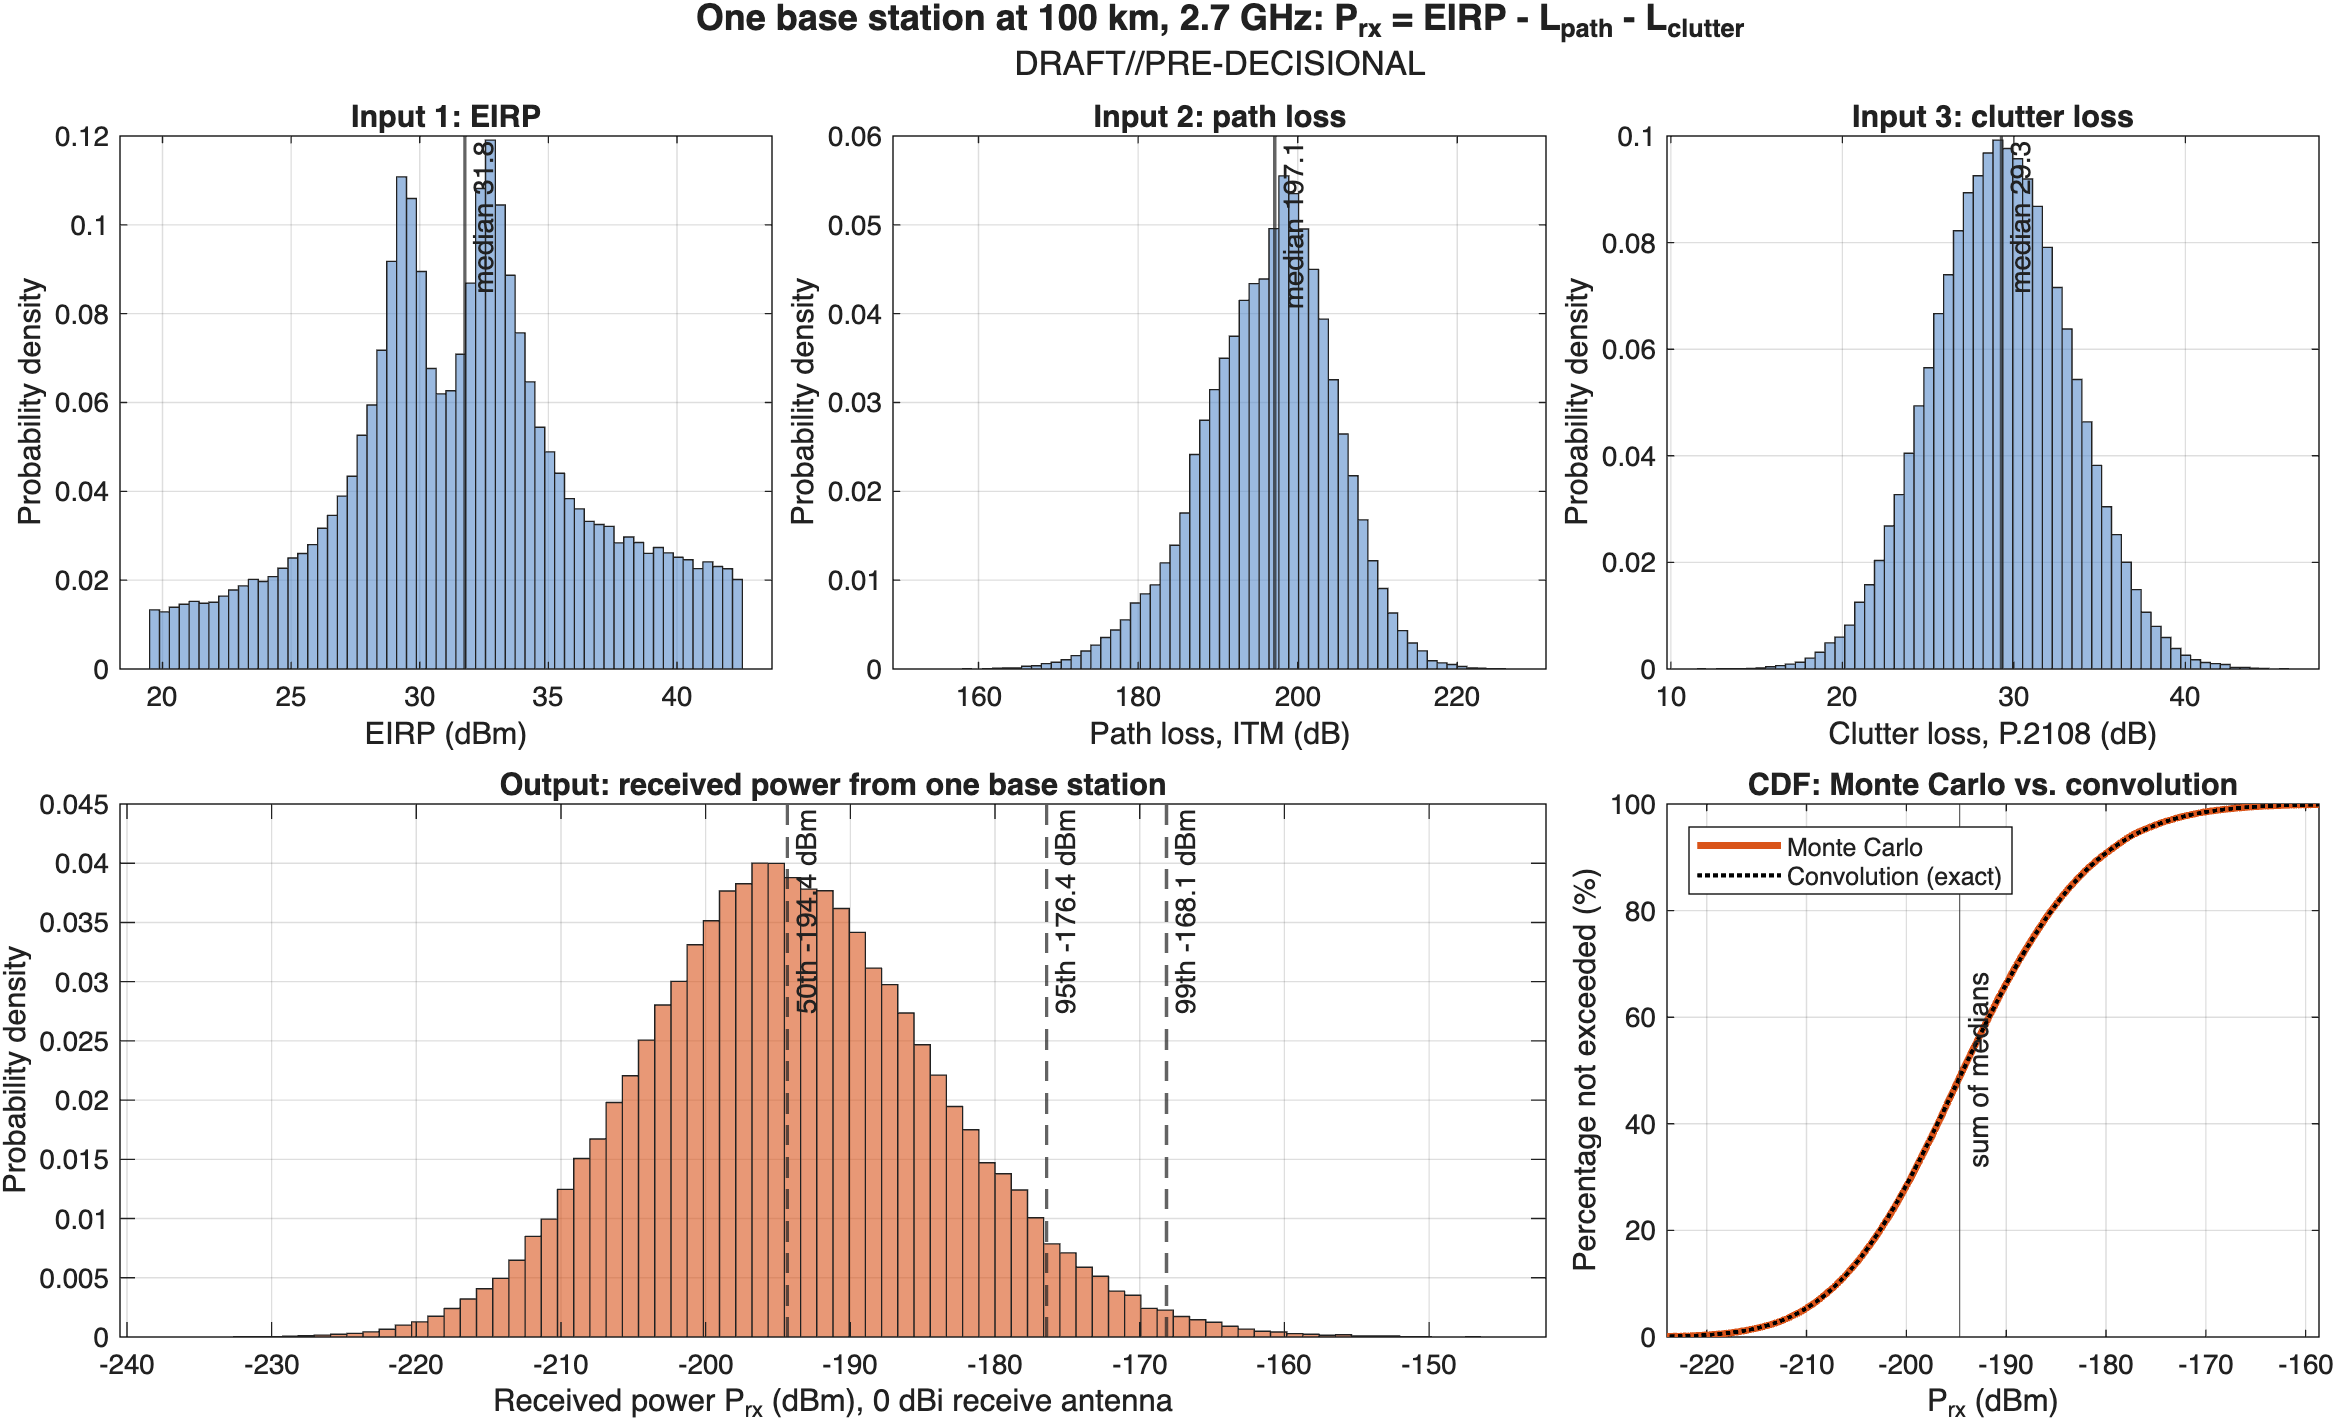 One base station at 100 km, 2.7 GHz: Prx = EIRP - Lpath - Lclutter
DRAFT//PRE-DECISIONAL
Input 1: EIRP
0.12
0.1
0.08
0.06
0.04
0.02
0
Probability density
median 31.8
20 25 30 35 40
EIRP (dBm)
Input 2: path loss
0.06
0.05
0.04
0.03
0.02
0.01
0
Probability density
median 197.1
160 180 200 220
Path loss, ITM (dB)
Input 3: clutter loss
0.1
0.08
0.06
0.04
0.02
0
Probability density
median 29.3
10 20 30 40
Clutter loss, P.2108 (dB)
Output: received power from one base station
0.045
0.04
0.035
0.03
0.025
0.02
0.015
0.01
0.005
0
Probability density
50th -194.4 dBm
95th -176.4 dBm
99th -168.1 dBm
-240 -230 -220 -210 -200 -190 -180 -170 -160 -150
Received power Prx (dBm), 0 dBi receive antenna
CDF: Monte Carlo vs. convolution
100
80
60
40
20
0
Percentage not exceeded (%)
Monte Carlo
Convolution (exact)
sum of medians
-220 -210 -200 -190 -180 -170 -160
Prx (dBm)